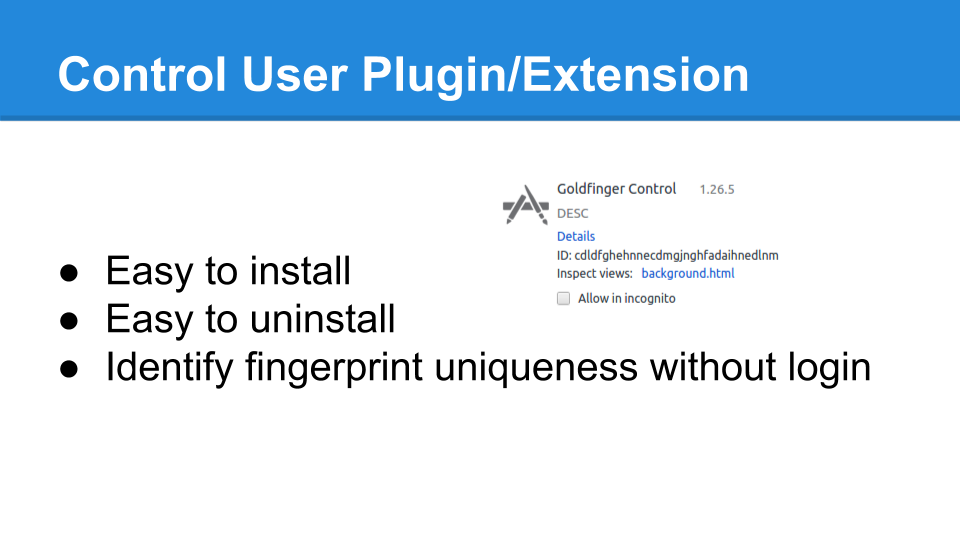 Control User Plugin/Extension
Goldfinger Control 1.26.5
DESC
Details
ID: cdldfghehnnecdmgjnghfadaihnedlnm
Inspect views: background.html
Allow in incognito
● Easy to install
● Easy to uninstall
● Identify fingerprint uniqueness without login